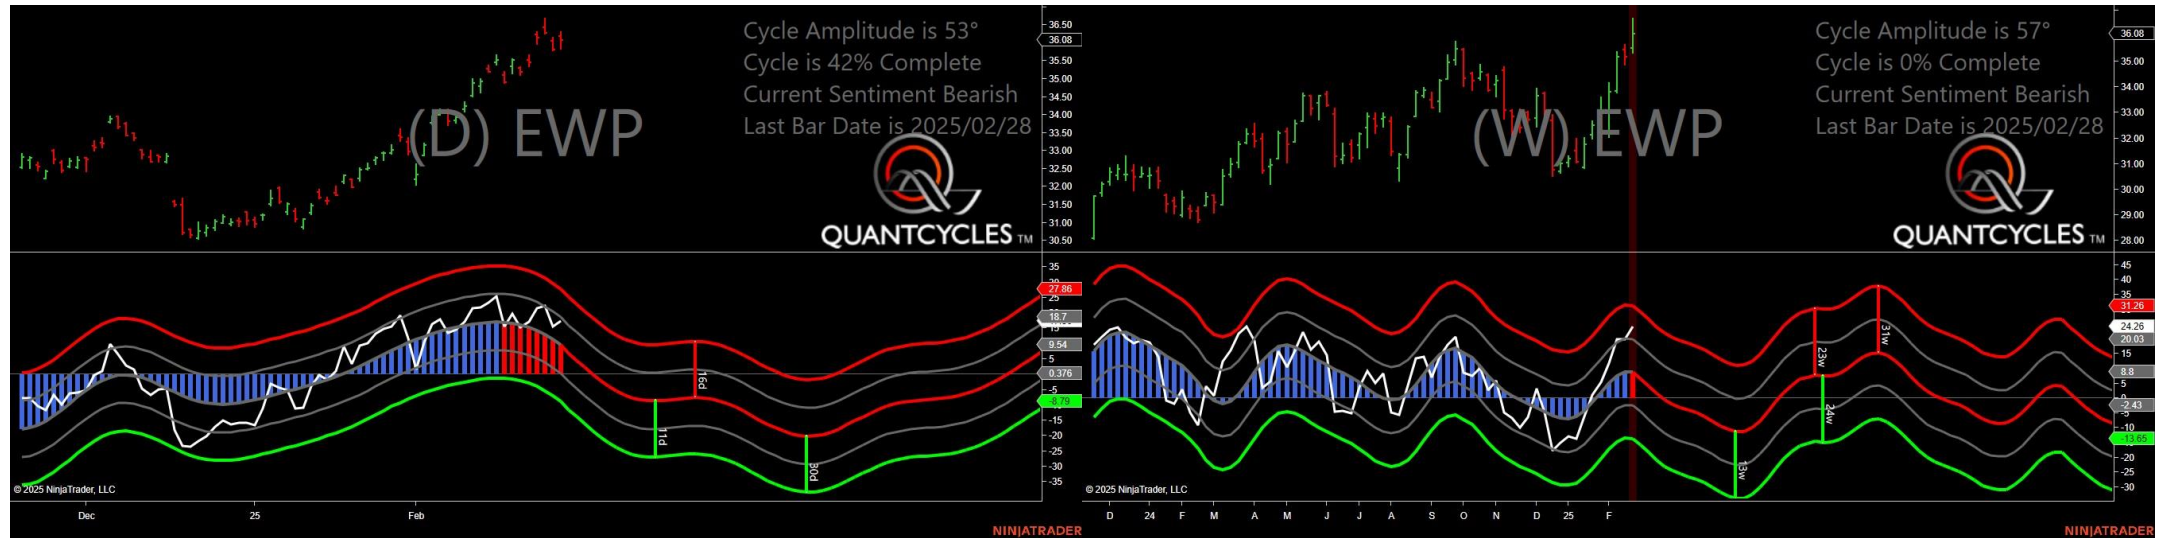 Cycle Amplitude is 53°
Cycle is 42% Complete
Current Sentiment Bearish
Last Bar Date is 2025/02/28
(D) EWP
QUANTCYCLES TM
36.50
36.08
35.50
35.00
34.50
34.00
33.50
33.00
32.50
32.00
31.50
31.00
30.50
35
27.86
25
18.7
15
9.54
5
0.376
-5
-8.79
-15
-20
-25
-30
-35
16d
11d
30d
© 2025 NinjaTrader, LLC
Dec 25 Feb
NINJATRADER
Cycle Amplitude is 57°
Cycle is 0% Complete
Current Sentiment Bearish
Last Bar Date is 2025/02/28
(W) EWP
QUANTCYCLES TM
36.08
35.00
34.00
33.00
32.00
31.00
30.00
29.00
28.00
45
40
35
31.26
24.26
20.03
15
8.8
5
-2.43
-5
-10
-13.65
-20
-25
-30
23w
31w
24w
13w
© 2025 NinjaTrader, LLC
D 24 F M A M J J A S O N D 25 F
NINJATRADER